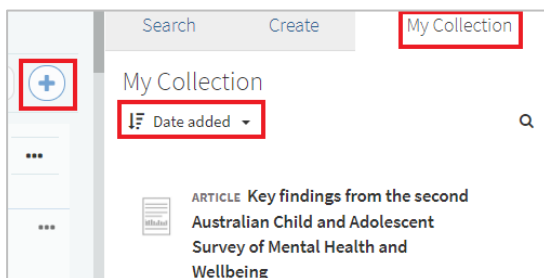 Search Create My Collection
My Collection
Date added
ARTICLE Key findings from the second
Australian Child and Adolescent
Survey of Mental Health and
Wellbeing